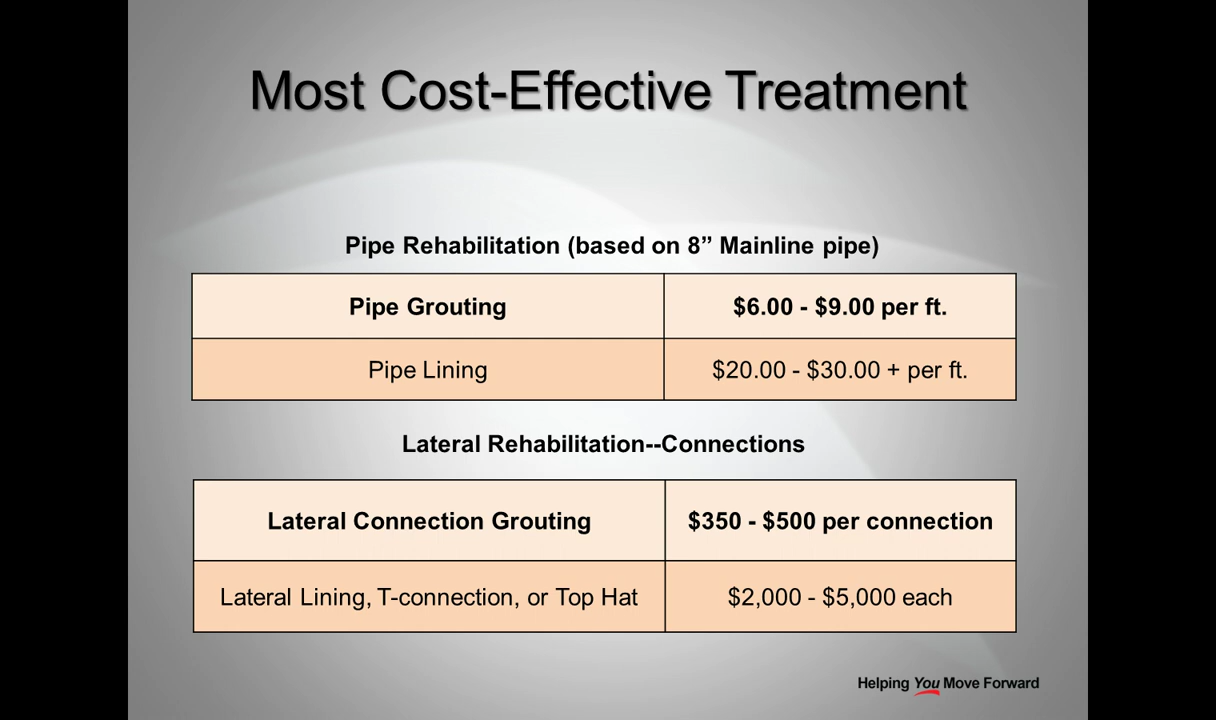 Most Cost-Effective Treatment
Pipe Rehabilitation (based on 8” Mainline pipe)
Pipe Grouting $6.00 - $9.00 per ft.
Pipe Lining $20.00 - $30.00 + per ft.
Lateral Rehabilitation--Connections
Lateral Connection Grouting $350 - $500 per connection
Lateral Lining, T-connection, or Top Hat $2,000 - $5,000 each
Helping You Move Forward